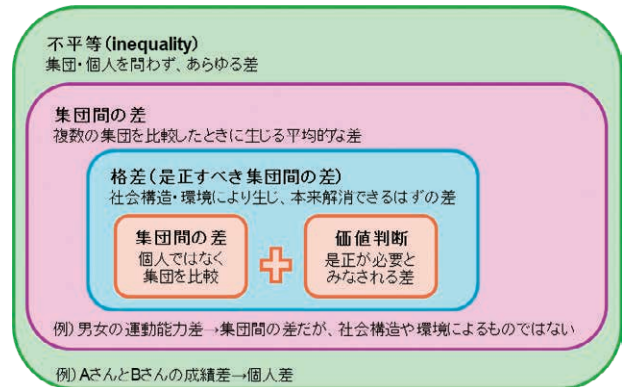 不平等(inequality)
集団・個人を問わず、あらゆる差
集団間の差
複数の集団を比較したときに生じる平均的な差
格差(是正すべき集団間の差)
社会構造・環境により生じ、本来解消できるはずの差
集団間の差
個人ではなく
集団を比較
価値判断
是正が必要と
みなされる差
例)男女の運動能力差→集団間の差だが、社会構造や環境によるものではない
例)AさんとBさんの成績差→個人差